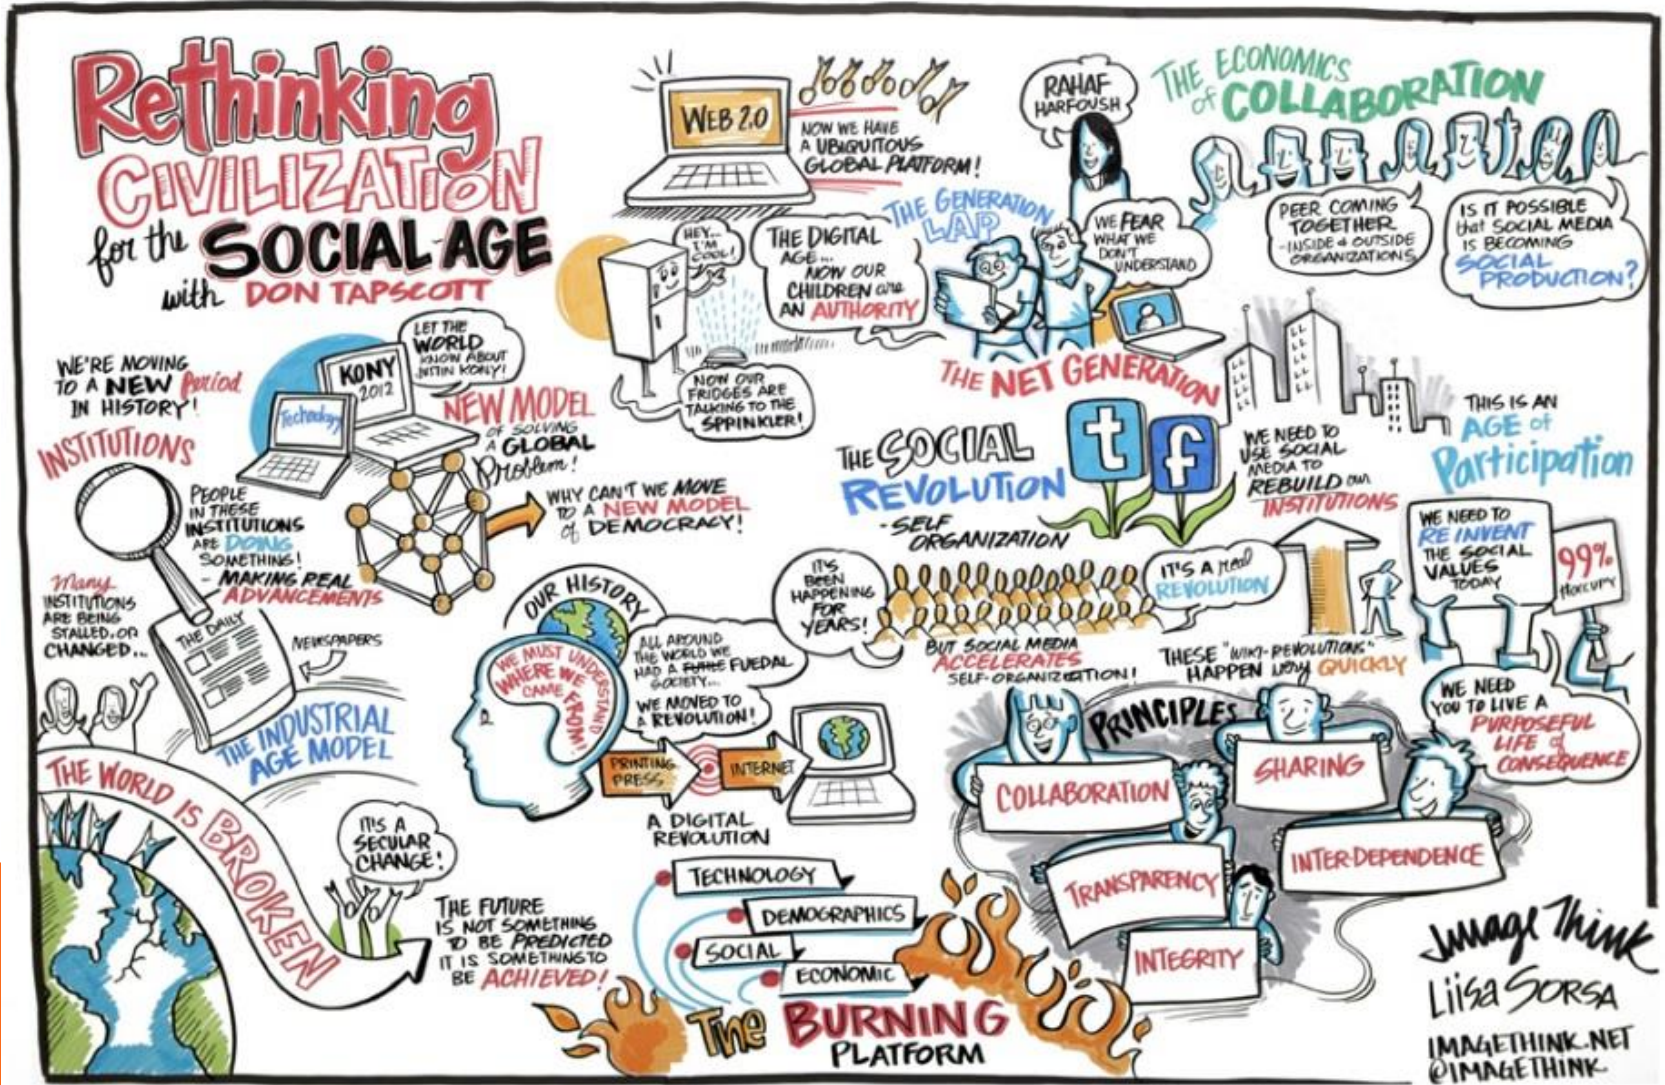 Rethinking
CIVILIZATION
for the SOCIAL AGE
with DON TAPSCOTT
WE'RE MOVING
TO A NEW Period
IN HISTORY!
INSTITUTIONS
PEOPLE
IN THESE
INSTITUTIONS
ARE DOING
SOMETHING!
- MAKING REAL
ADVANCEMENTS
Many
INSTITUTIONS
ARE BEING
STALLED, OR
CHANGED...
THE DAILY
NEWSPAPERS
THE INDUSTRIAL
AGE MODEL
THE WORLD IS BROKEN
IT'S A
SECULAR
CHANGE!
THE FUTURE
IS NOT SOMETHING
TO BE PREDICTED
IT IS SOMETHING TO
BE ACHIEVED!
Technology
KONY
2012
LET THE
WORLD
KNOW ABOUT
KONY!
NEW MODEL
OF SOLVING
A GLOBAL
Problem!
WHY CAN'T WE MOVE
TO A NEW MODEL
of DEMOCRACY!
WEB 2.0
NOW WE HAVE
A UBIQUITOUS
GLOBAL PLATFORM!
HEY...
I'M
COOL!
NOW OUR
FRIDGES ARE
TALKING TO THE
SPRINKLER!
THE DIGITAL
AGE...
NOW OUR
CHILDREN are
AN AUTHORITY
THE GENERATION
LAP
RAHAF
HARFOUSH
WE FEAR
WHAT WE
DON'T
UNDERSTAND
THE NET GENERATION
THE ECONOMICS
of COLLABORATION
PEER COMING
TOGETHER
- INSIDE & OUTSIDE
ORGANIZATIONS
IS IT POSSIBLE
that SOCIAL MEDIA
IS BECOMING
SOCIAL
PRODUCTION?
THE SOCIAL
REVOLUTION
- SELF
ORGANIZATION
t
f
WE NEED TO
USE SOCIAL
MEDIA TO
REBUILD our
INSTITUTIONS
THIS IS AN
AGE of
Participation
WE NEED TO
REINVENT
THE SOCIAL
VALUES
TODAY
99%
#OCCUPY
WE NEED
YOU TO LIVE A
PURPOSEFUL
LIFE of
CONSEQUENCE
IT'S
BEEN
HAPPENING
FOR
YEARS!
IT'S A real
REVOLUTION
BUT SOCIAL MEDIA
ACCELERATES
SELF-ORGANIZATION!
THESE "WIKI-REVOLUTIONS"
HAPPEN very QUICKLY
OUR HISTORY
WE MUST UNDERSTAND
WHERE WE
CAME FROM!
ALL AROUND
THE WORLD WE
HAD A FUEDAL
SOCIETY...
WE MOVED TO
A REVOLUTION!
PRINTING
PRESS
INTERNET
A DIGITAL
REVOLUTION
TECHNOLOGY
DEMOGRAPHICS
SOCIAL
ECONOMIC
The BURNING
PLATFORM
PRINCIPLES
COLLABORATION
SHARING
TRANSPARENCY
INTER-DEPENDENCE
INTEGRITY
Image Think
Liisa SORSA
IMAGETHINK.NET
@IMAGETHINK